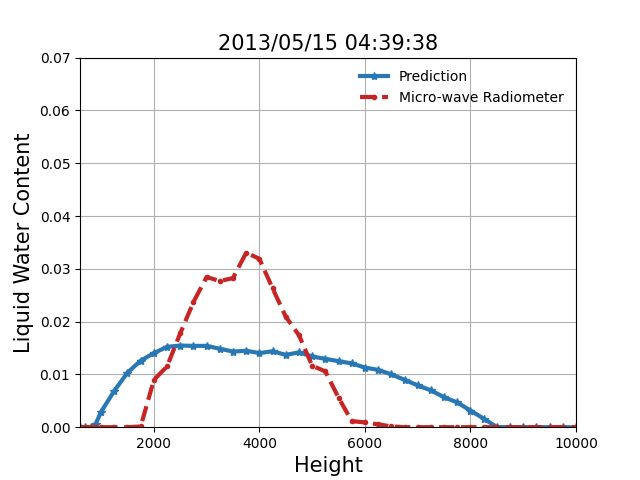 2013/05/15 04:39:38
0.07
0.06
0.05
0.04
0.03
0.02
0.01
0.00
Liquid Water Content
Prediction
Micro-wave Radiometer
2000 4000 6000 8000 10000
Height